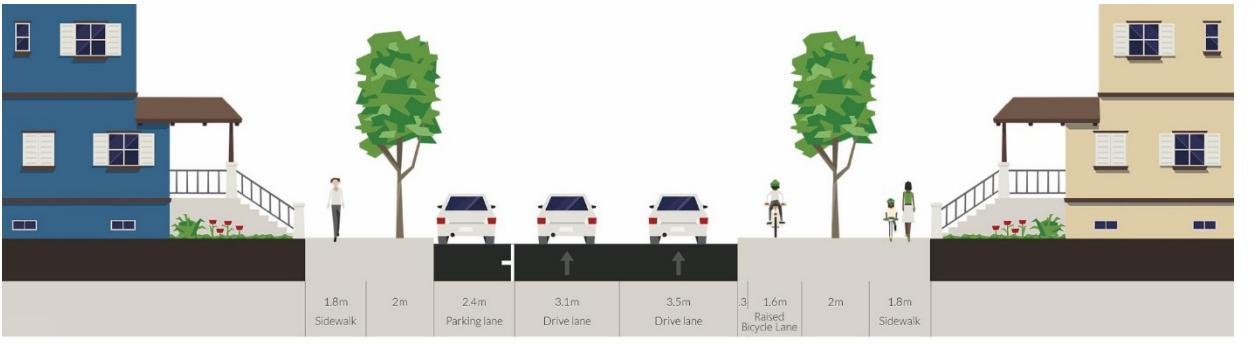 1.8m
Sidewalk
2m
2.4m
Parking lane
3.1m
Drive lane
3.5m
Drive lane
.3
1.6m
Raised
Bicycle Lane
2m
1.8m
Sidewalk